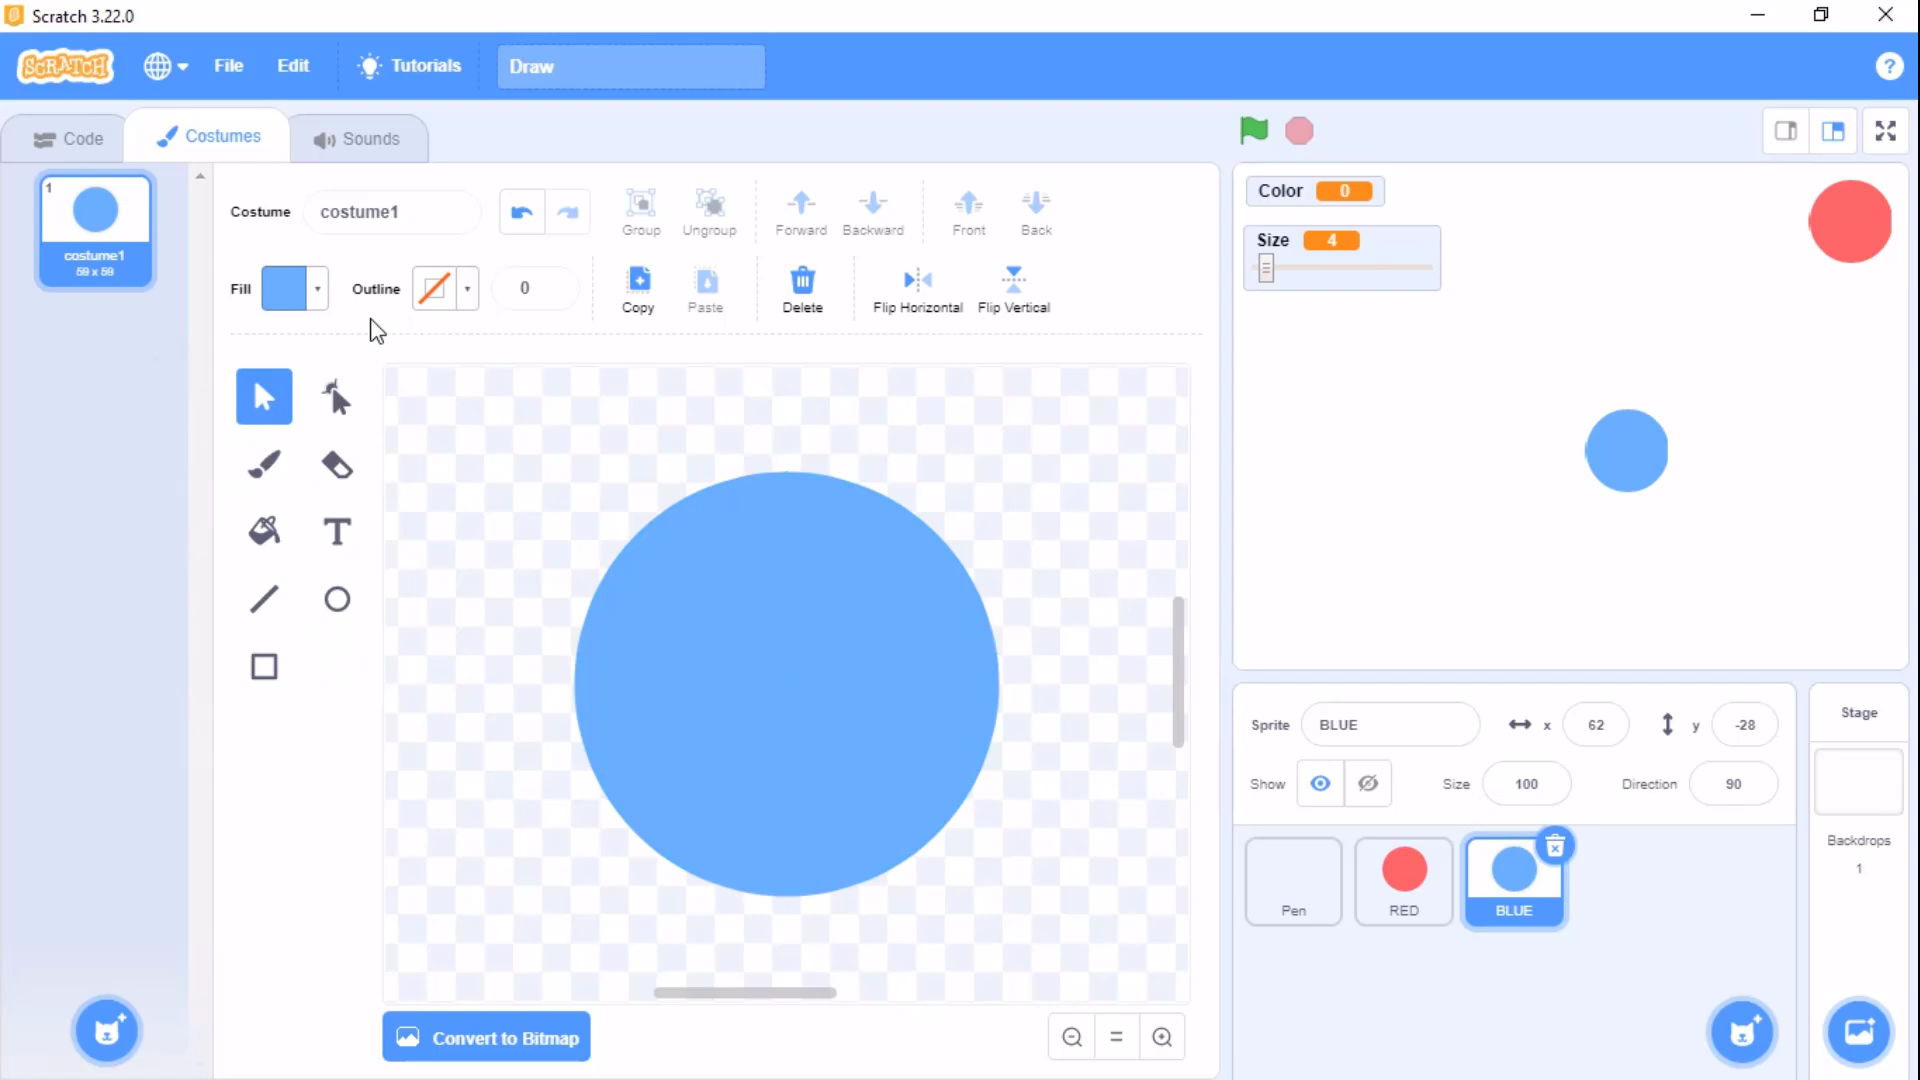 Scratch 3.22.0
SCRATCH
File
Edit
Tutorials
Draw
?
Code
Costumes
Sounds
1
costume1
59 x 59
Costume
costume1
Group
Ungroup
Forward
Backward
Front
Back
Fill
Outline
0
Copy
Paste
Delete
Flip Horizontal
Flip Vertical
T
Convert to Bitmap
Color 0
Size 4
Sprite
BLUE
x
62
y
-28
Show
Size
100
Direction
90
Pen
RED
BLUE
Stage
Backdrops
1